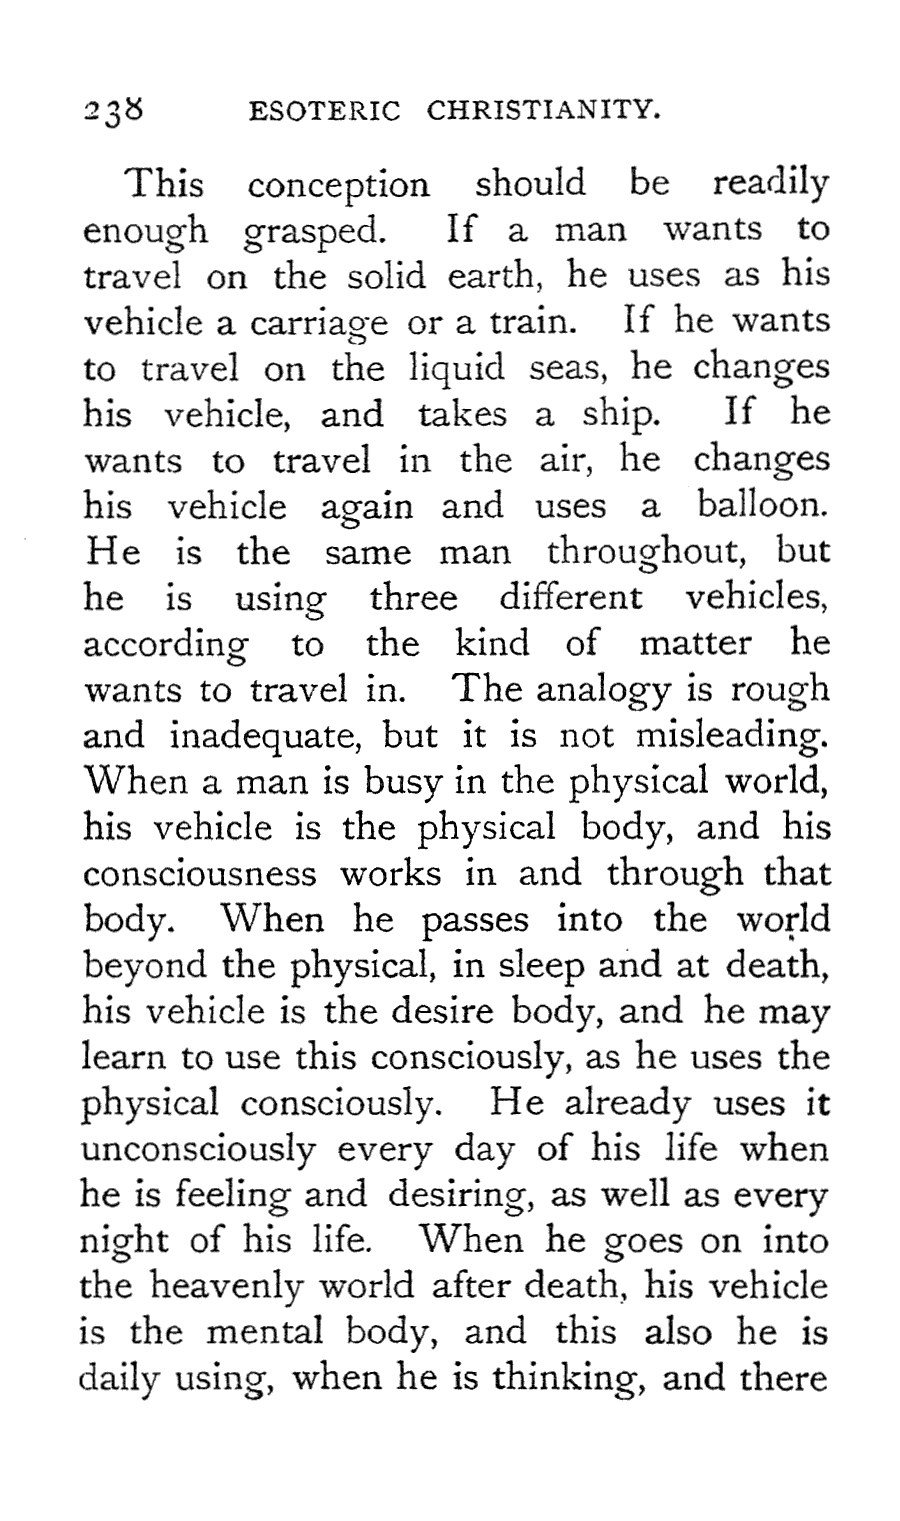 238 ESOTERIC CHRISTIANITY.
This conception should be readily
enough grasped. If a man wants to
travel on the solid earth, he uses as his
vehicle a carriage or a train. If he wants
to travel on the liquid seas, he changes
his vehicle, and takes a ship. If he
wants to travel in the air, he changes
his vehicle again and uses a balloon.
He is the same man throughout, but
he is using three different vehicles,
according to the kind of matter he
wants to travel in. The analogy is rough
and inadequate, but it is not misleading.
When a man is busy in the physical world,
his vehicle is the physical body, and his
consciousness works in and through that
body. When he passes into the world
beyond the physical, in sleep and at death,
his vehicle is the desire body, and he may
learn to use this consciously, as he uses the
physical consciously. He already uses it
unconsciously every day of his life when
he is feeling and desiring, as well as every
night of his life. When he goes on into
the heavenly world after death, his vehicle
is the mental body, and this also he is
daily using, when he is thinking, and there